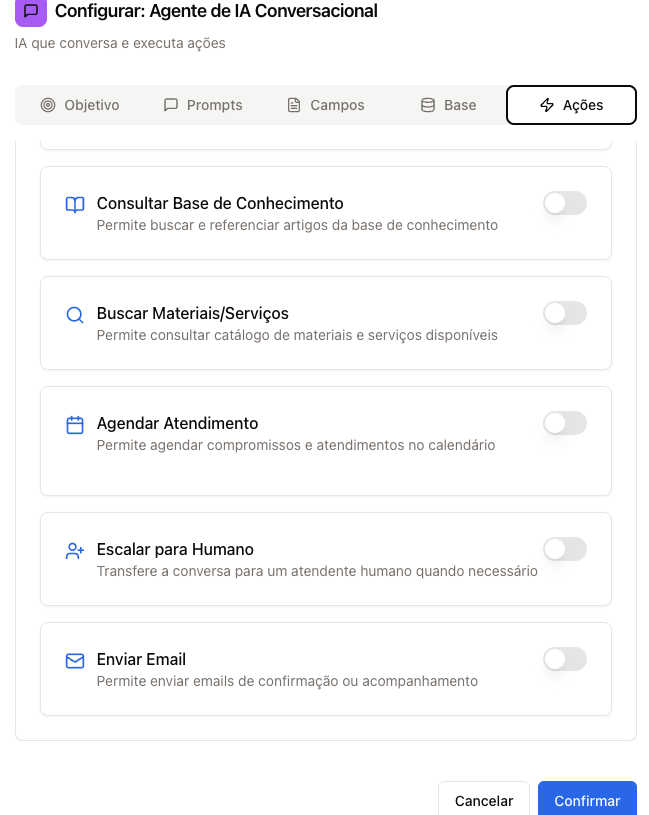 Configurar: Agente de IA Conversacional
IA que conversa e executa ações
Objetivo
Prompts
Campos
Base
Ações
Consultar Base de Conhecimento
Permite buscar e referenciar artigos da base de conhecimento
Buscar Materiais/Serviços
Permite consultar catálogo de materiais e serviços disponíveis
Agendar Atendimento
Permite agendar compromissos e atendimentos no calendário
Escalar para Humano
Transfere a conversa para um atendente humano quando necessário
Enviar Email
Permite enviar emails de confirmação ou acompanhamento
Cancelar
Confirmar